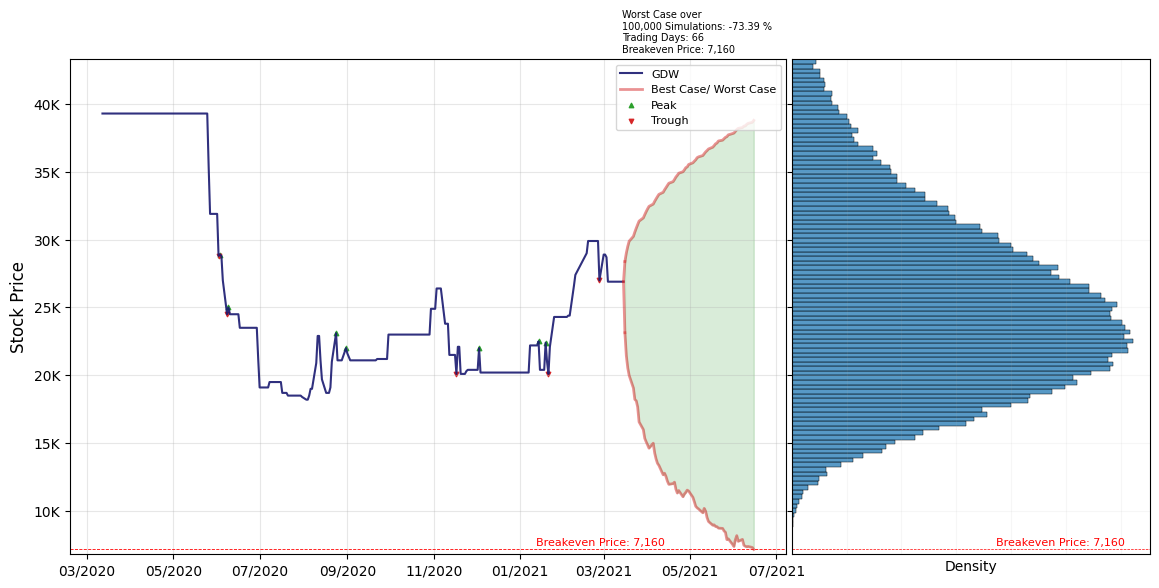 Worst Case over
100,000 Simulations: -73.39 %
Trading Days: 66
Breakeven Price: 7,160
GDW
Best Case/ Worst Case
Peak
Trough
Stock Price
40K
35K
30K
25K
20K
15K
10K
Breakeven Price: 7,160
Breakeven Price: 7,160
03/2020 05/2020 07/2020 09/2020 11/2020 01/2021 03/2021 05/2021 07/2021
Density